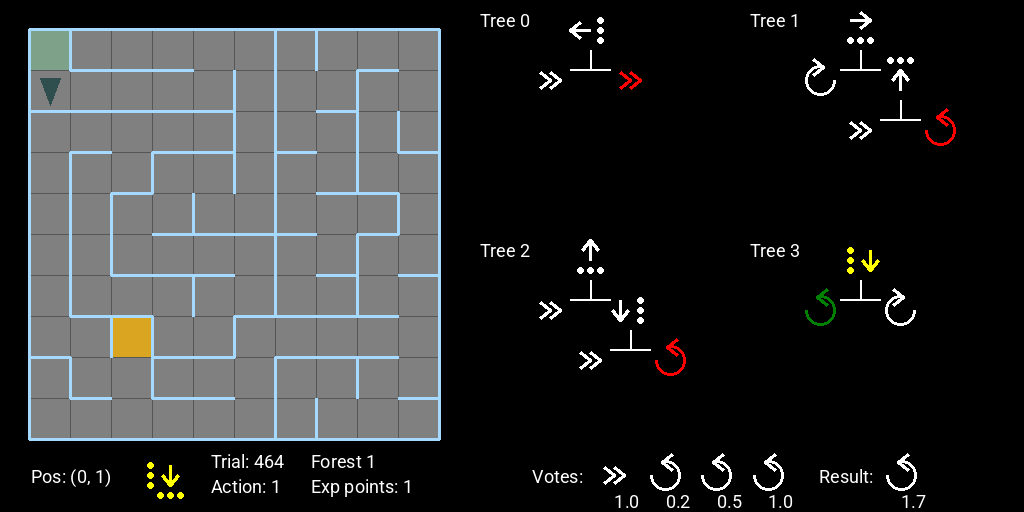 Tree 0
Tree 1
Tree 2
Tree 3
Pos: (0, 1)
Trial: 464
Forest 1
Action: 1
Exp points: 1
Votes:
1.0
0.2
0.5
1.0
Result:
1.7